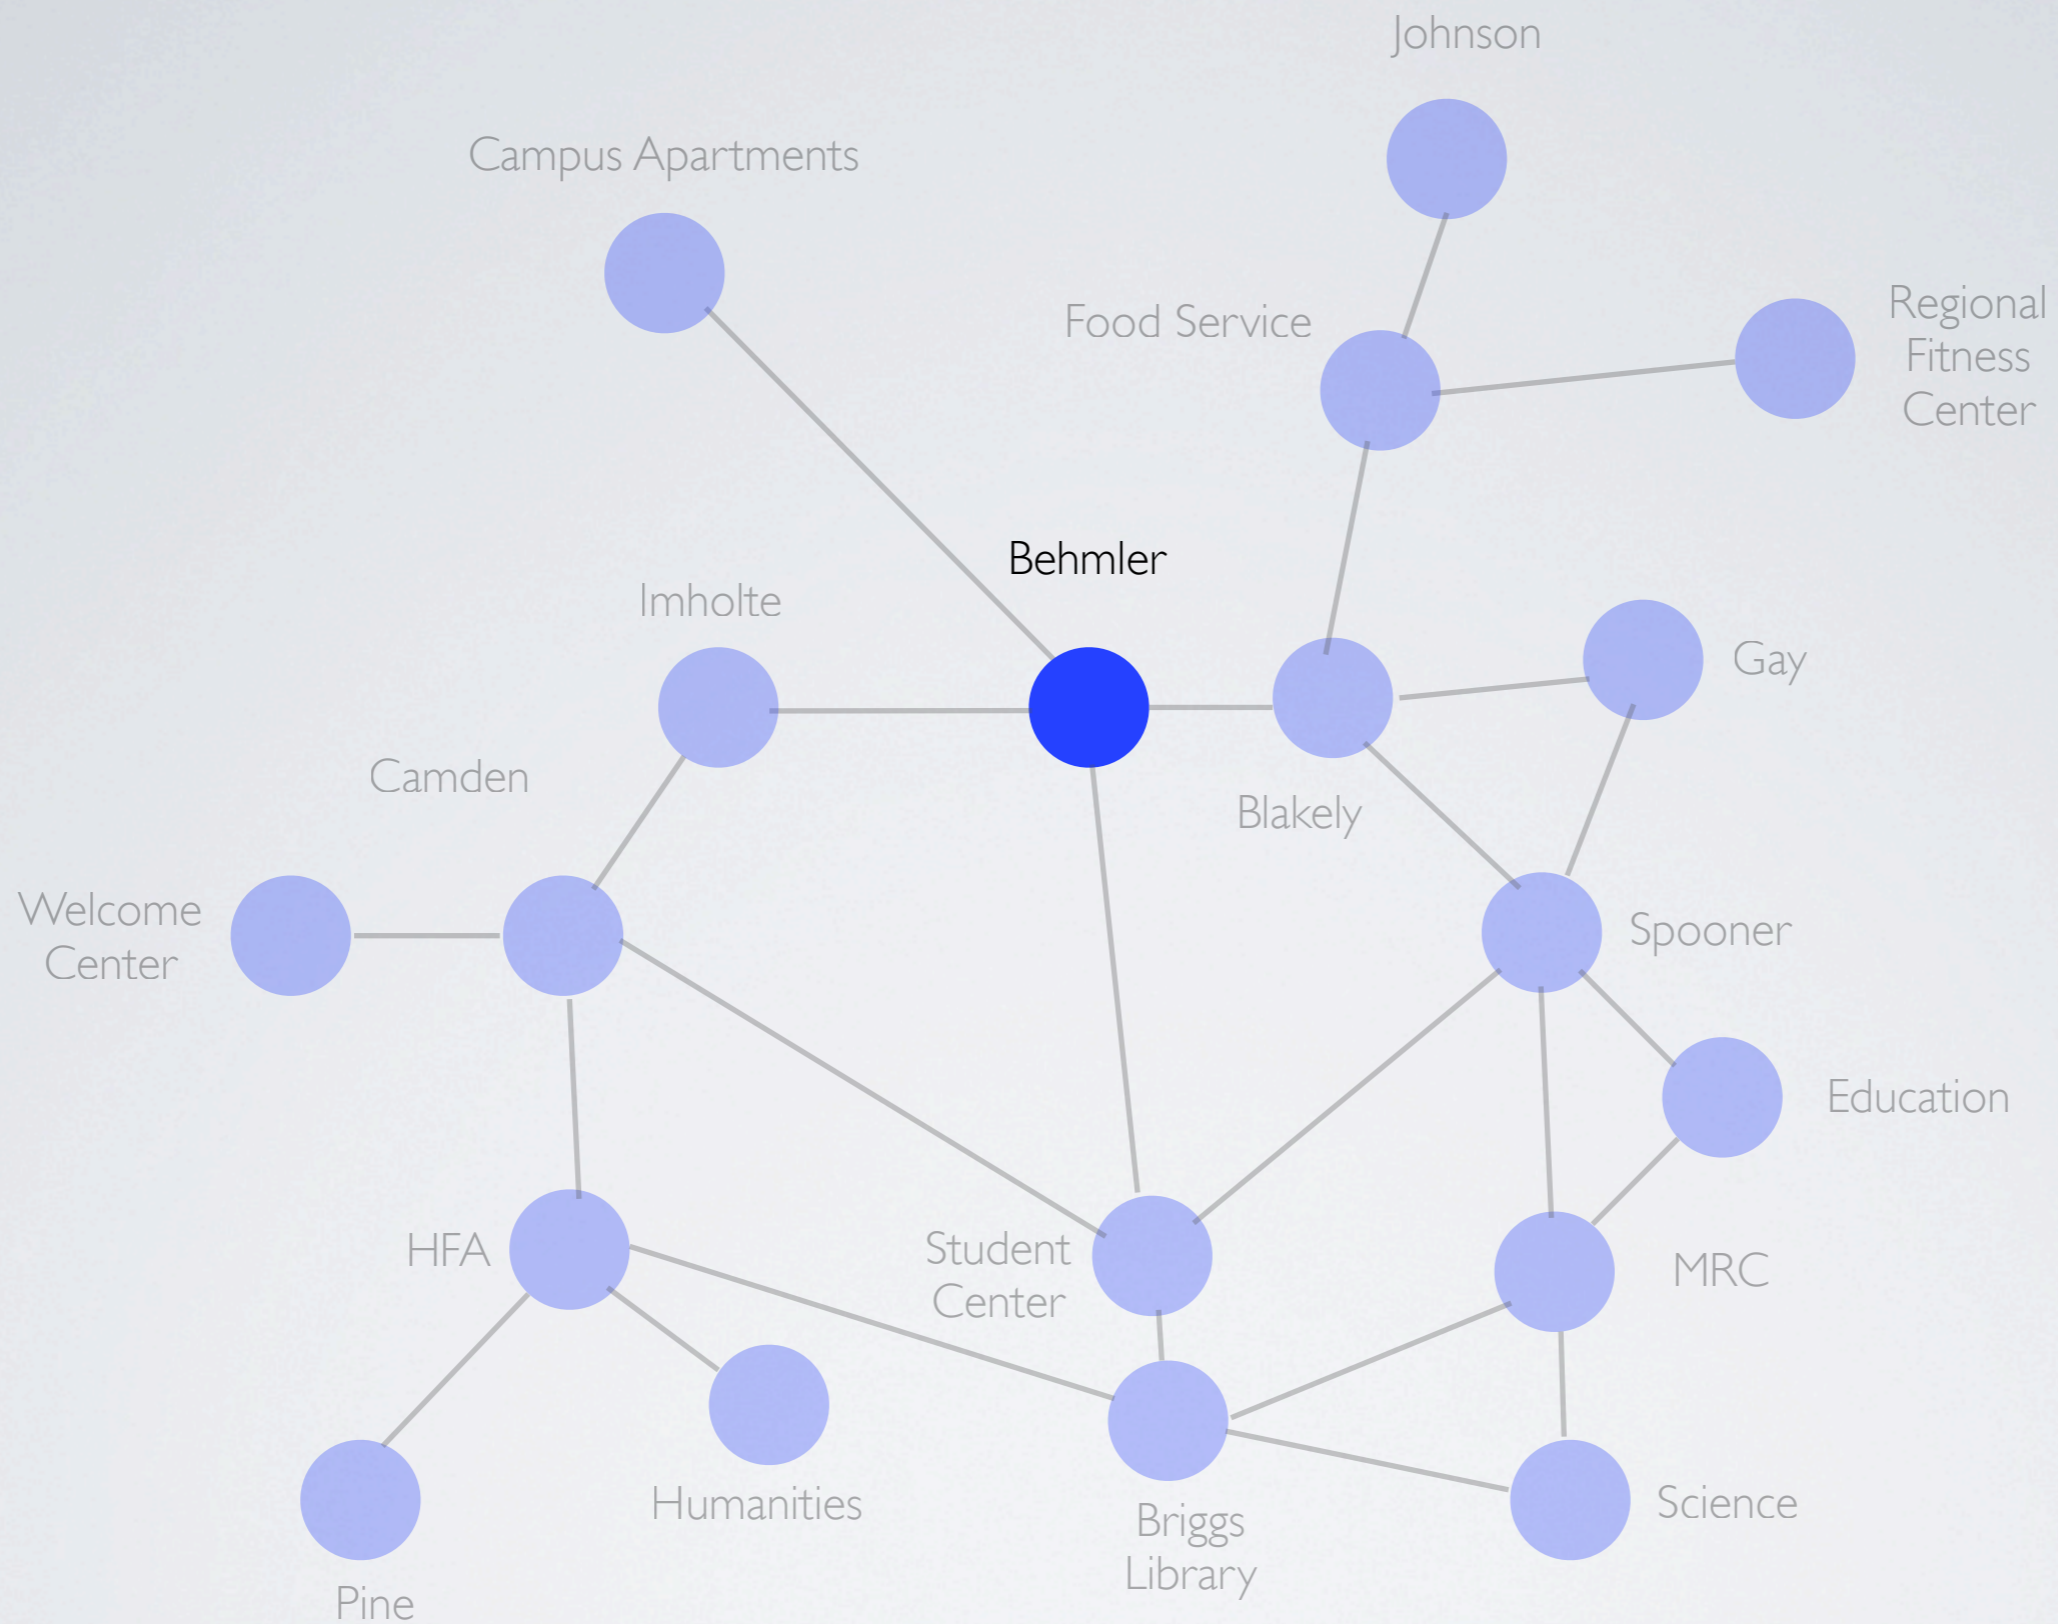 Johnson
Campus Apartments
Food Service
Regional
Fitness
Center
Behmler
Imholte
Gay
Camden
Blakely
Welcome
Center
Spooner
Education
HFA
Student
Center
MRC
Humanities
Briggs
Library
Science
Pine